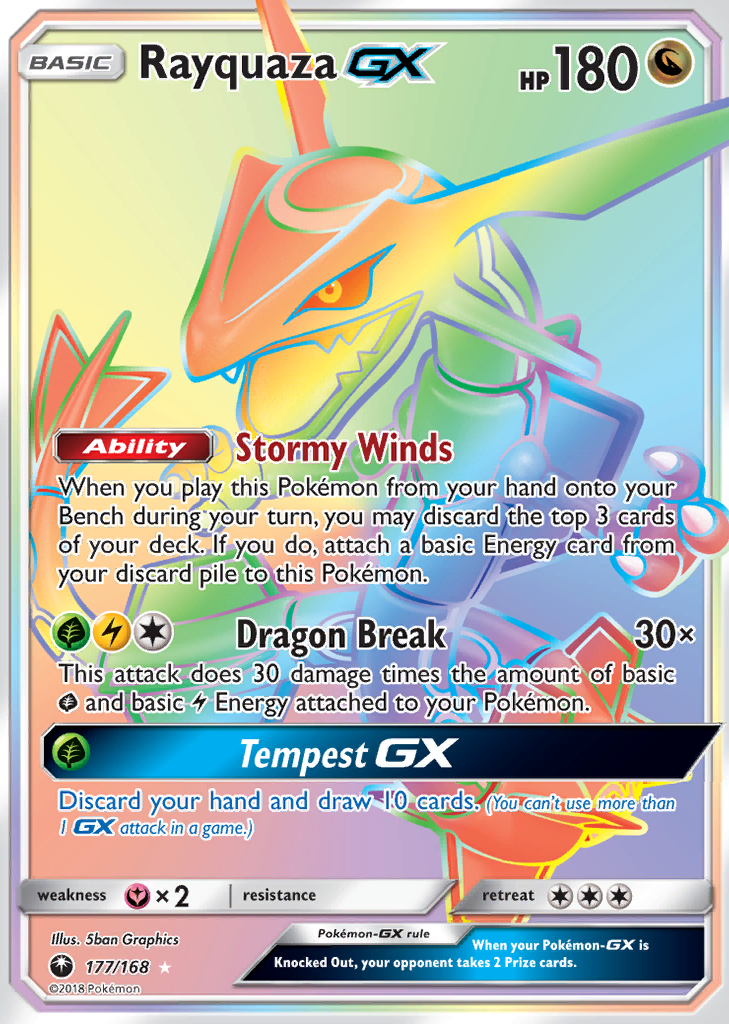 BASIC Rayquaza GX HP 180
Ability Stormy Winds
When you play this Pokémon from your hand onto your
Bench during your turn, you may discard the top 3 cards
of your deck. If you do, attach a basic Energy card from
your discard pile to this Pokémon.
Dragon Break 30×
This attack does 30 damage times the amount of basic
and basic Energy attached to your Pokémon.
Tempest GX
Discard your hand and draw 10 cards. (You can't use more than
1 GX attack in a game.)
weakness ×2 resistance retreat
Illus. 5ban Graphics
177/168
©2018 Pokémon
Pokémon-GX rule
When your Pokémon-GX is
Knocked Out, your opponent takes 2 Prize cards.